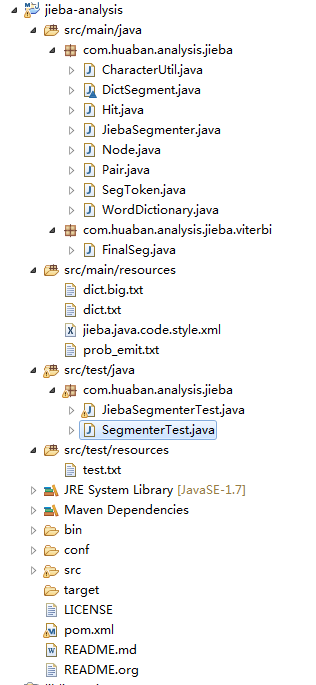 jieba-analysis
src/main/java
com.huaban.analysis.jieba
CharacterUtil.java
DictSegment.java
Hit.java
JiebaSegmenter.java
Node.java
Pair.java
SegToken.java
WordDictionary.java
com.huaban.analysis.jieba.viterbi
FinalSeg.java
src/main/resources
dict.big.txt
dict.txt
jieba.java.code.style.xml
prob_emit.txt
src/test/java
com.huaban.analysis.jieba
JiebaSegmenterTest.java
SegmenterTest.java
src/test/resources
test.txt
JRE System Library [JavaSE-1.7]
Maven Dependencies
bin
conf
src
target
LICENSE
pom.xml
README.md
README.org